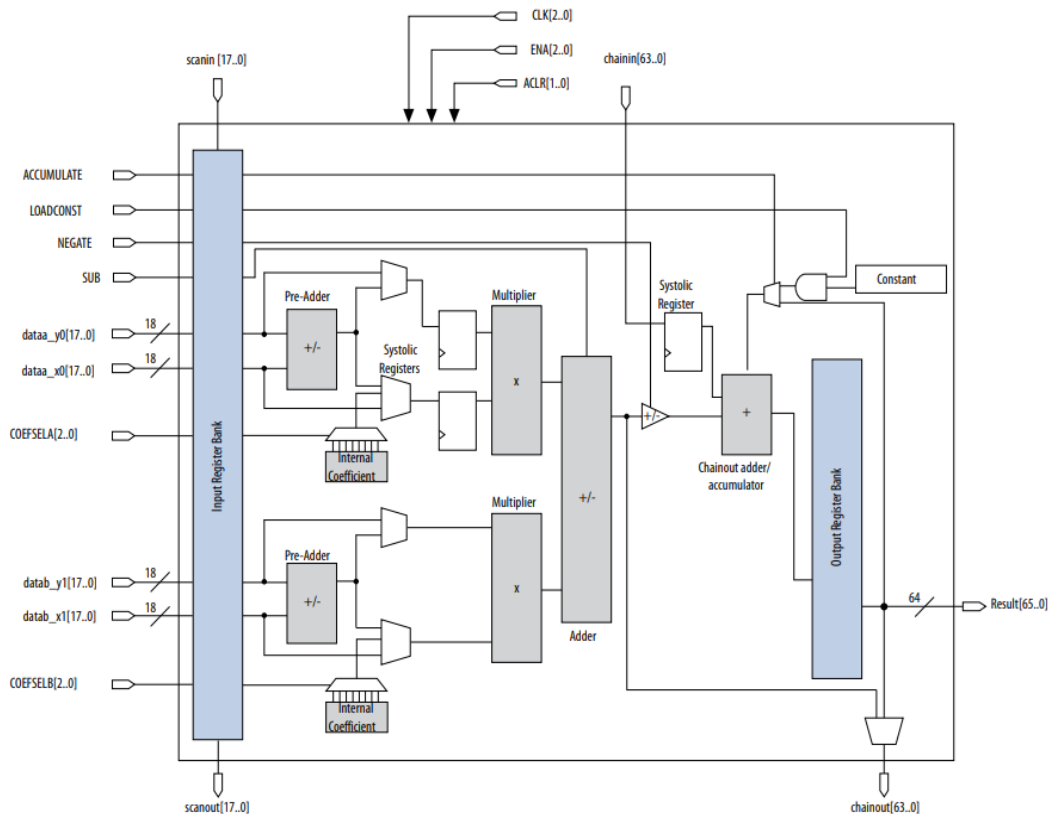 CLK[2..0]
ENA[2..0]
ACLR[1..0]
scanin [17..0]
chainin[63..0]
ACCUMULATE
LOADCONST
NEGATE
SUB
Constant
Pre-Adder
Multiplier
Systolic
Register
dataa_y0[17..0]
18
+/-
Systolic
Registers
dataa_x0[17..0]
18
x
+/-
+
COEFSELA[2..0]
Internal
Coefficient
Chainout adder/
accumulator
Input Register Bank
+/-
Output Register Bank
Multiplier
Pre-Adder
datab_y1[17..0]
18
+/-
x
datab_x1[17..0]
18
Adder
64
Result[65..0]
COEFSELB[2..0]
Internal
Coefficient
scanout[17..0]
chainout[63..0]